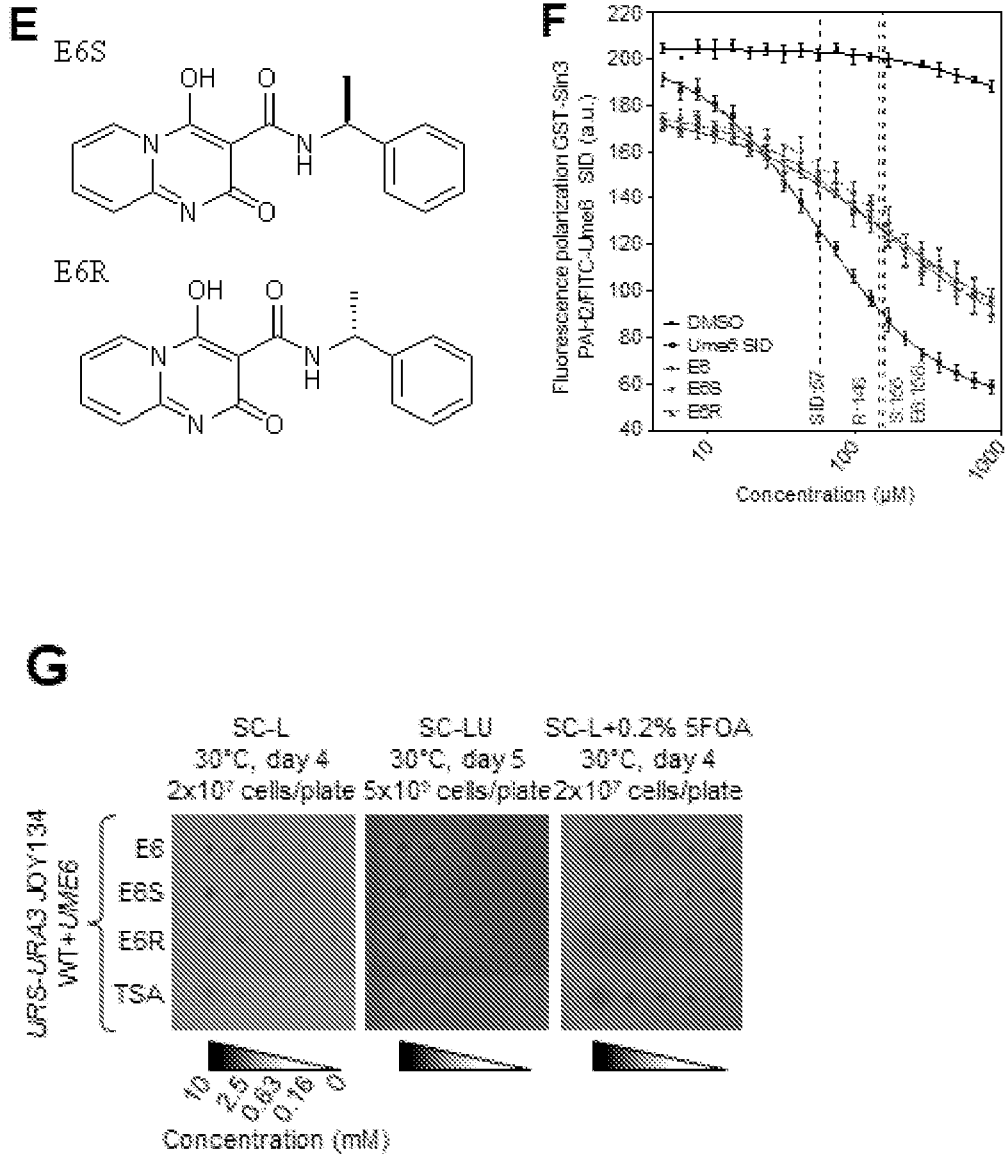 E
E6S
OH
O
N
N
H
N
O
E6R
OH
O
N
N
H
N
O
F
220
200
180
160
140
120
100
80
60
40
Fluorescence polarization GST-Sin3
PAH2/FITC-Ume6 SID (a.u.)
DMSO
Ume6 SID
E6
E6S
E6R
10
100
1000
Concentration (µM)
G
SC-L
30°C, day 4
2x10⁷ cells/plate
SC-LU
30°C, day 5
cells/plate
SC-L+0.2% 5FOA
30°C, day 4
2x10⁷ cells/plate
URS-URA3 JOY134
WT+UME6
E6
E6S
E6R
TSA
10
2.5
0.63
0.16
0
Concentration (mM)